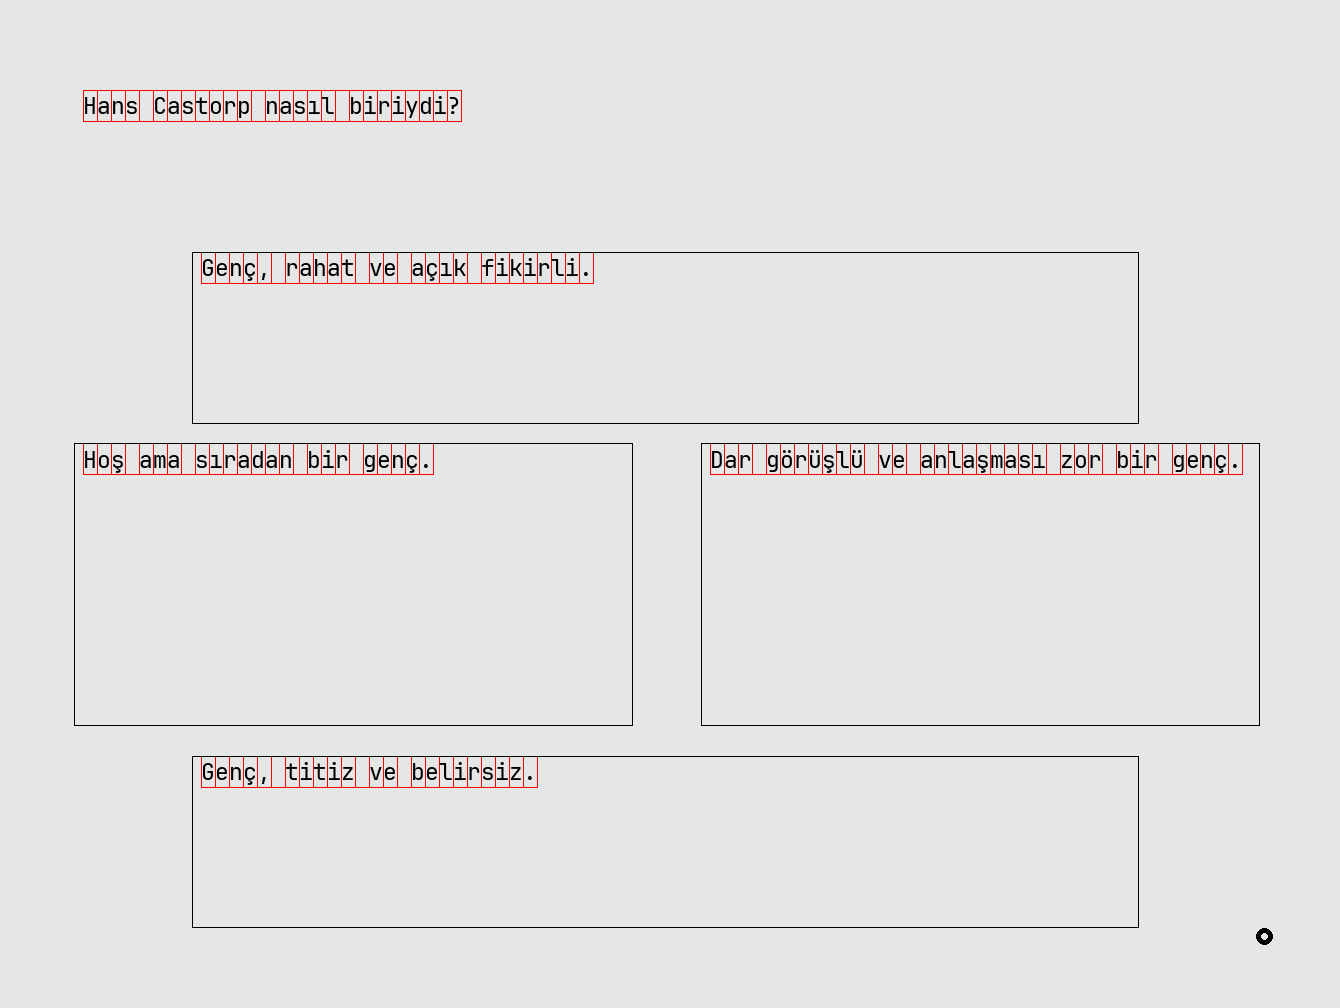 Hans Castorp nasıl biriydi?
Genç, rahat ve açık fikirli.
Hoş ama sıradan bir genç.
Dar görüşlü ve anlaşması zor bir genç.
Genç, titiz ve belirsiz.